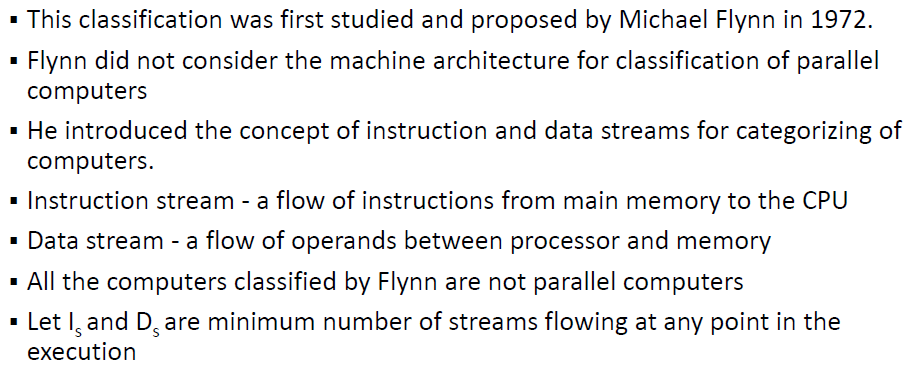 ▪ This classification was first studied and proposed by Michael Flynn in 1972.
▪ Flynn did not consider the machine architecture for classification of parallel
computers
▪ He introduced the concept of instruction and data streams for categorizing of
computers.
▪ Instruction stream - a flow of instructions from main memory to the CPU
▪ Data stream - a flow of operands between processor and memory
▪ All the computers classified by Flynn are not parallel computers
▪ Let Is and Ds are minimum number of streams flowing at any point in the
execution